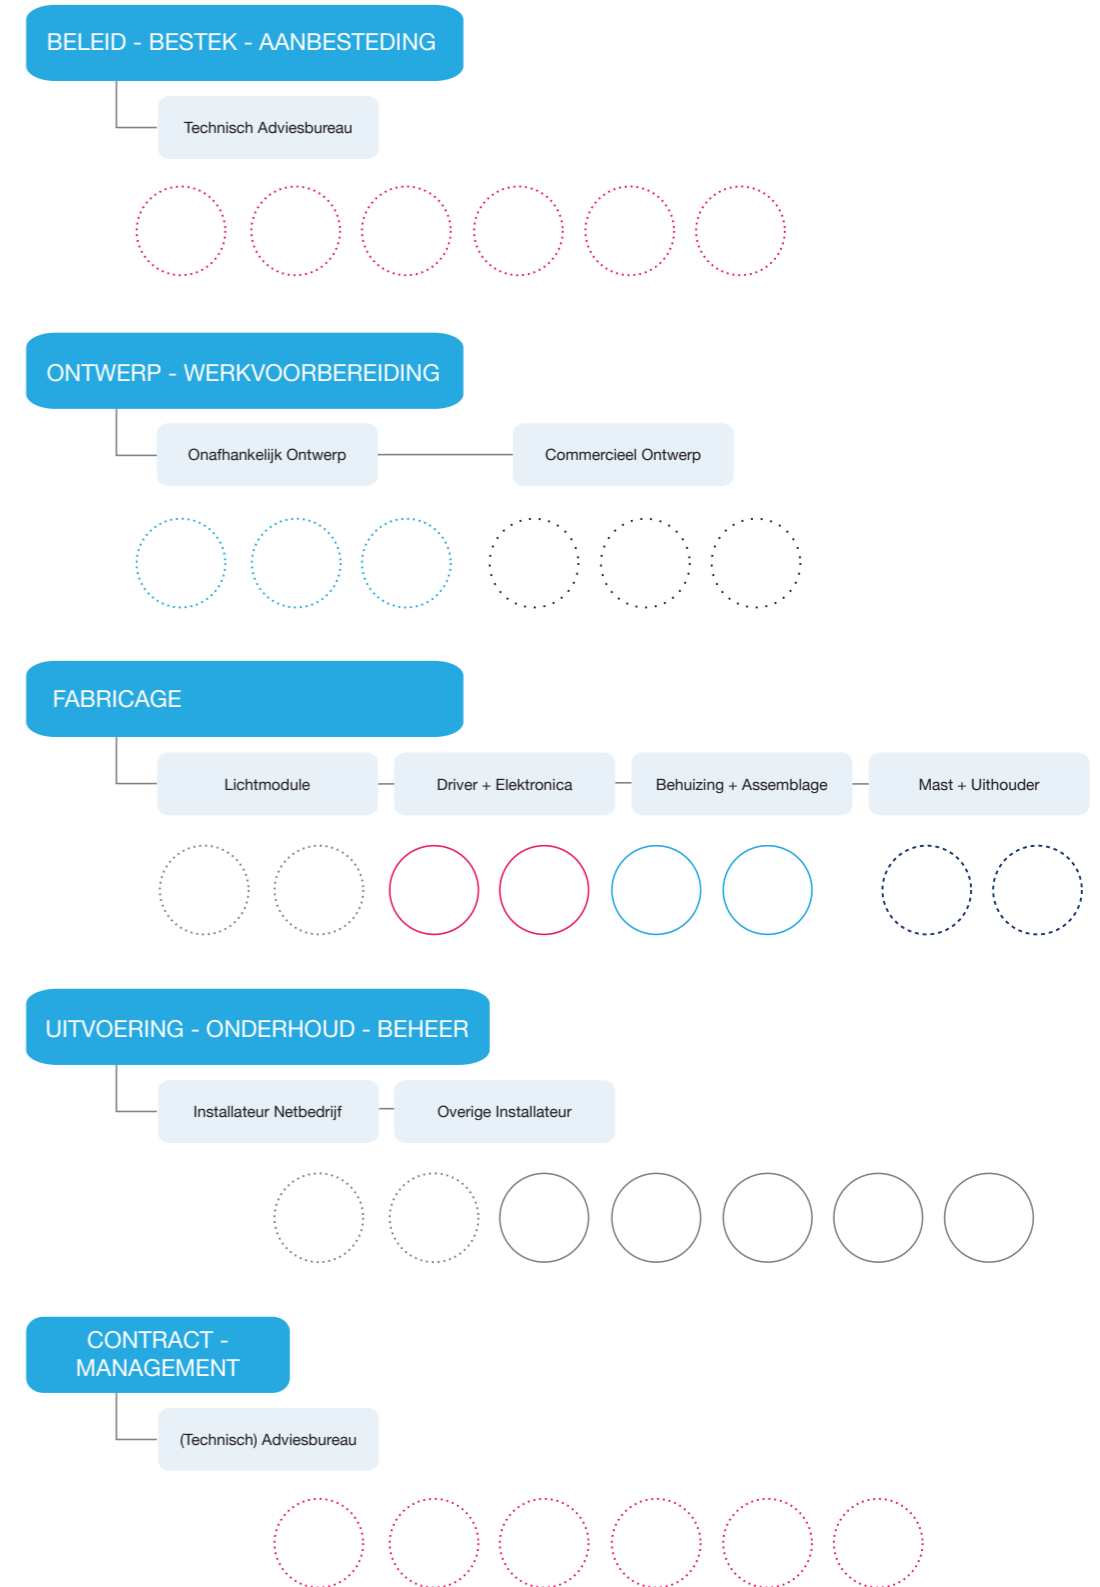 BELEID - BESTEK - AANBESTEDING
Technisch Adviesbureau
ONTWERP - WERKVOORBEREIDING
Onafhankelijk Ontwerp
Commercieel Ontwerp
FABRICAGE
Lichtmodule
Driver + Elektronica
Behuizing + Assemblage
Mast + Uithouder
UITVOERING - ONDERHOUD - BEHEER
Installateur Netbedrijf
Overige Installateur
CONTRACT -
MANAGEMENT
(Technisch) Adviesbureau